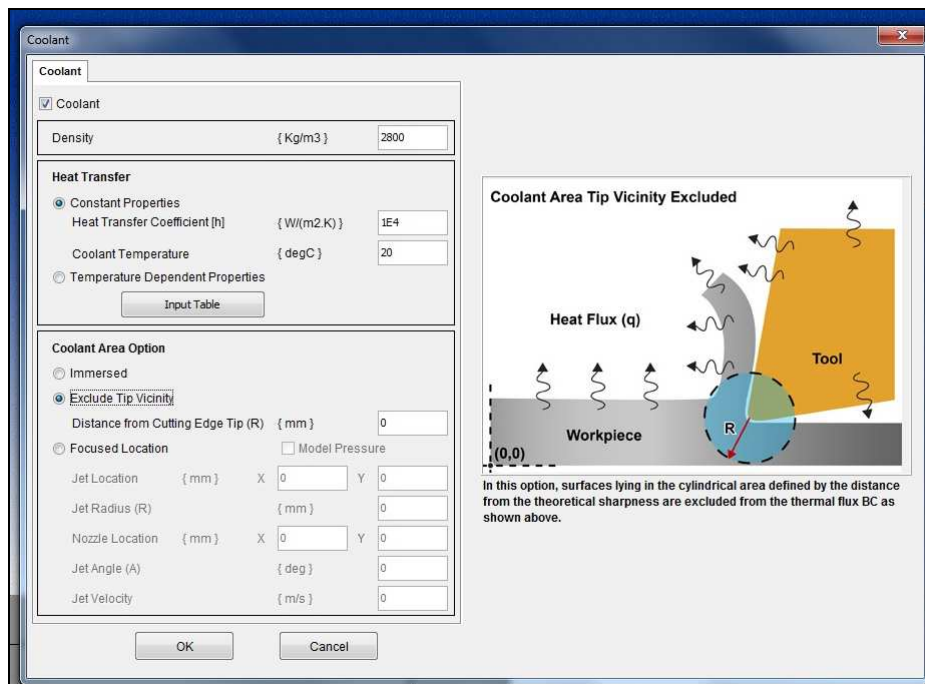 Coolant
Coolant
Coolant
Density { Kg/m3 } 2800
Heat Transfer
Constant Properties
Heat Transfer Coefficient [h] { W/(m2.K) } 1E4
Coolant Temperature { degC } 20
Temperature Dependent Properties
Input Table
Coolant Area Option
Immersed
Exclude Tip Vicinity
Distance from Cutting Edge Tip (R) { mm } 0
Focused Location Model Pressure
Jet Location { mm } X 0 Y 0
Jet Radius (R) { mm } 0
Nozzle Location { mm } X 0 Y 0
Jet Angle (A) { deg } 0
Jet Velocity { m/s } 0
OK Cancel
Coolant Area Tip Vicinity Excluded
Heat Flux (q)
Tool
R
Workpiece
(0,0)
In this option, surfaces lying in the cylindrical area defined by the distance
from the theoretical sharpness are excluded from the thermal flux BC as
shown above.